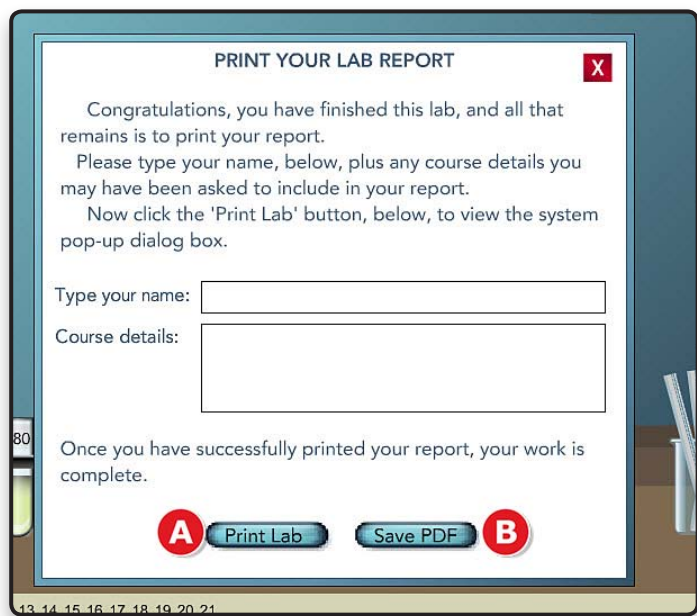 PRINT YOUR LAB REPORT
X
Congratulations, you have finished this lab, and all that
remains is to print your report.
Please type your name, below, plus any course details you
may have been asked to include in your report.
Now click the 'Print Lab' button, below, to view the system
pop-up dialog box.
Type your name:
Course details:
80
Once you have successfully printed your report, your work is
complete.
A Print Lab Save PDF B
13 14 15 16 17 18 19 20 21